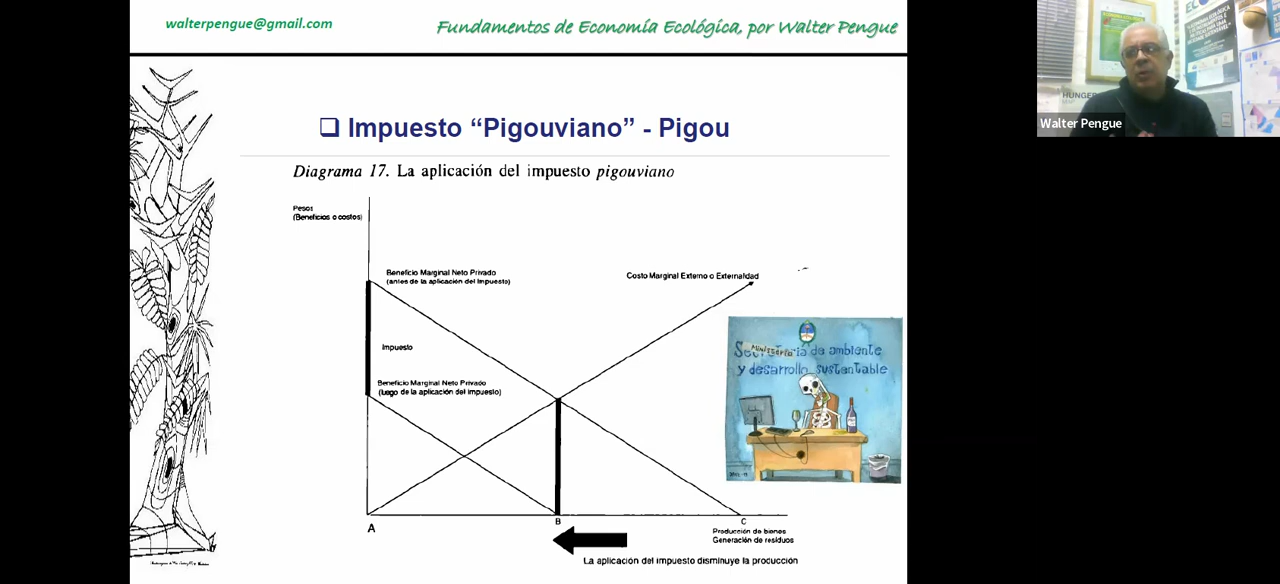 walterpengue@gmail.com
Fundamentos de Economía Ecológica, por Walter Pengue
❑ Impuesto “Pigouviano” - Pigou
Diagrama 17. La aplicación del impuesto pigouviano
Pesos
(Beneficios o costos)
Beneficio Marginal Neto Privado
(antes de la aplicación del impuesto)
Costo Marginal Externo o Externalidad
Impuesto
Beneficio Marginal Neto Privado
(luego de la aplicación del impuesto)
A
B
C
Producción de bienes
Generación de residuos
La aplicación del impuesto disminuye la producción
Ministerio
de ambiente
y desarrollo sustentable
HUNGER
Walter Pengue